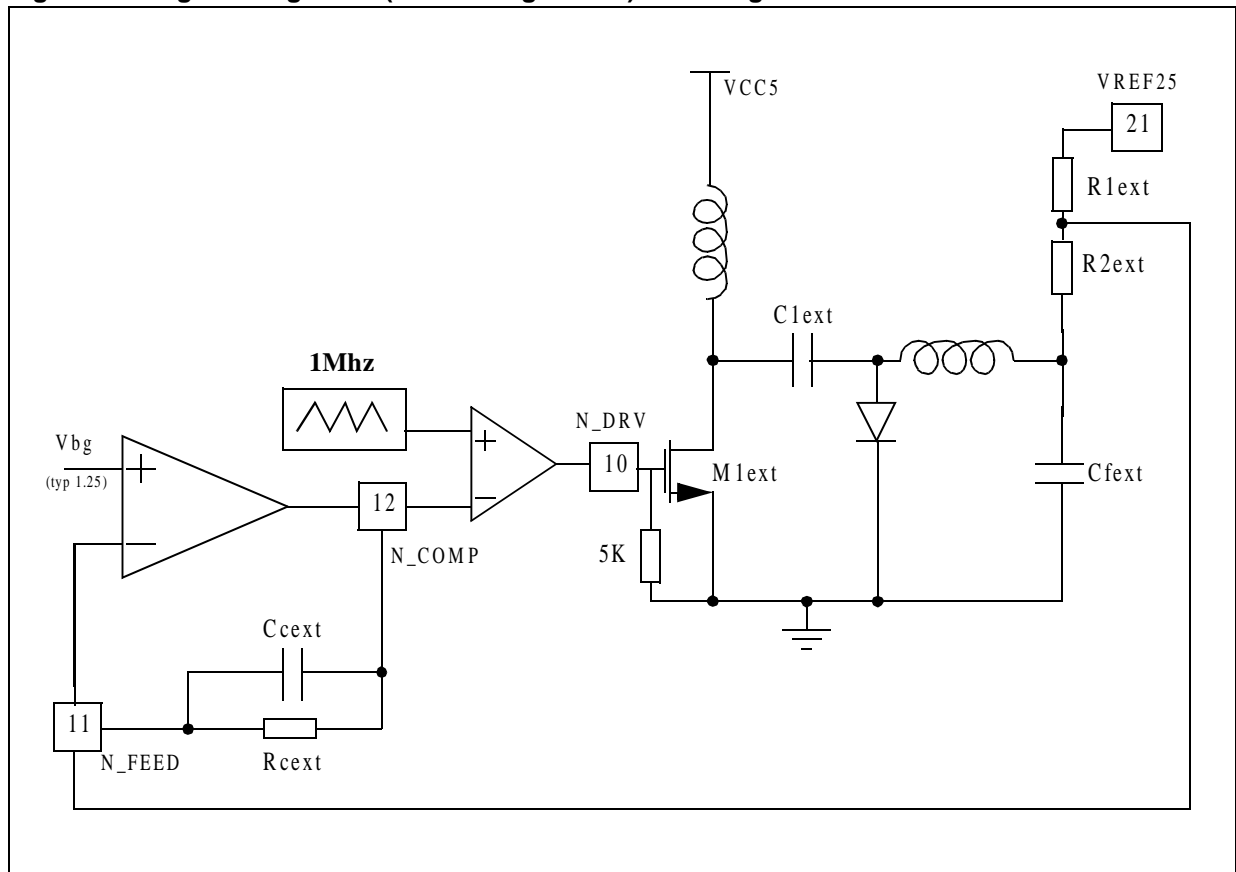 VCC5
VREF25
21
R1ext
R2ext
C1ext
1Mhz
N_DRV
Vbg
(typ 1.25)
+
+
10
M1ext
Cfext
12
−
−
N_COMP
5K
Ccext
11
N_FEED
Rcext